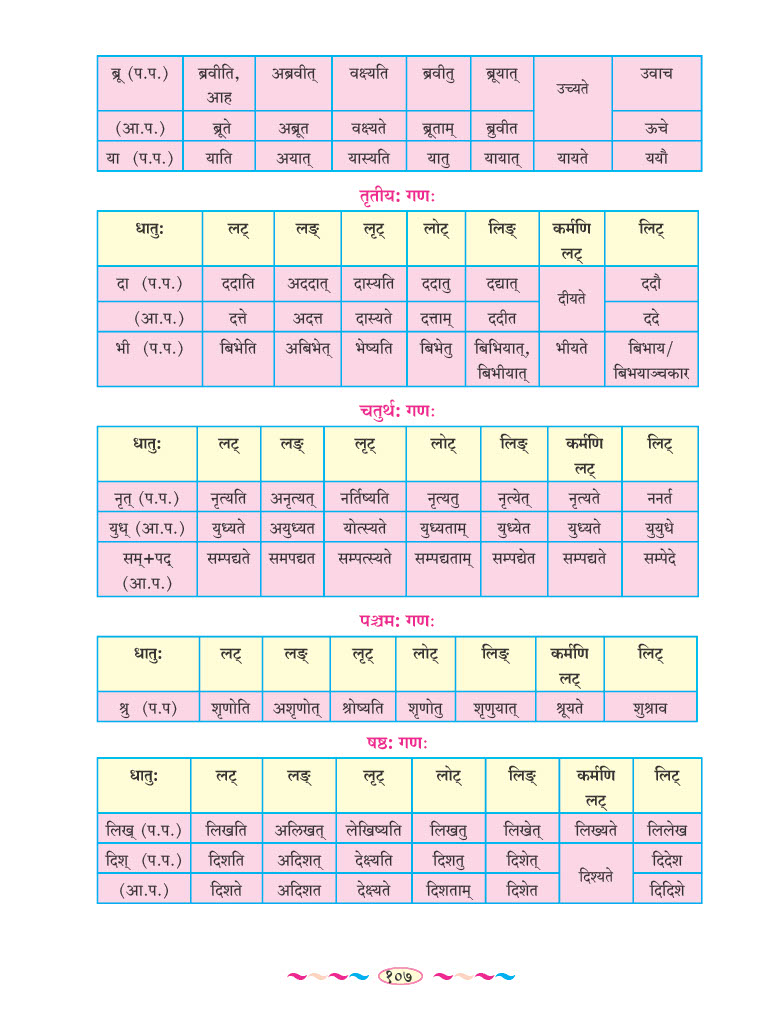 ब्रू (प.प.) ब्रवीति, अब्रवीत् वक्ष्यति ब्रवीतु ब्रूयात् उच्यते उवाच
आह
(आ.प.) ब्रूते अब्रूत वक्ष्यते ब्रूताम् ब्रुवीत ऊचे
या (प.प.) याति अयात् यास्यति यातु यायात् यायते ययौ
तृतीयः गणः
धातुः लट् लङ् लृट् लोट् लिङ् कर्मणि लिट्
लट्
दा (प.प.) ददाति अददात् दास्यति ददातु दद्यात् दीयते ददौ
(आ.प.) दत्ते अदत्त दास्यते दत्ताम् ददीत ददे
भी (प.प.) बिभेति अबिभेत् भेष्यति बिभेतु बिभियात्, भीयते बिभाय/
बिभीयात् बिभयाञ्चकार
चतुर्थः गणः
धातुः लट् लङ् लृट् लोट् लिङ् कर्मणि लिट्
लट्
नृत् (प.प.) नृत्यति अनृत्यत् नर्तिष्यति नृत्यतु नृत्येत् नृत्यते ननर्त
युध् (आ.प.) युध्यते अयुध्यत योत्स्यते युध्यताम् युध्येत युध्यते युयुधे
सम्+पद् सम्पद्यते समपद्यत सम्पत्स्यते सम्पद्यताम् सम्पद्येत सम्पद्यते सम्पेदे
(आ.प.)
पञ्चमः गणः
धातुः लट् लङ् लृट् लोट् लिङ् कर्मणि लिट्
लट्
श्रु (प.प) शृणोति अशृणोत् श्रोष्यति शृणोतु शृणुयात् श्रूयते शुश्राव
षष्ठः गणः
धातुः लट् लङ् लृट् लोट् लिङ् कर्मणि लिट्
लट्
लिख् (प.प.) लिखति अलिखत् लेखिष्यति लिखतु लिखेत् लिख्यते लिलेख
दिश् (प.प.) दिशति अदिशत् देक्ष्यति दिशतु दिशेत् दिश्यते दिदेश
(आ.प.) दिशते अदिशत देक्ष्यते दिशताम् दिशेत दिदिशे
१०७